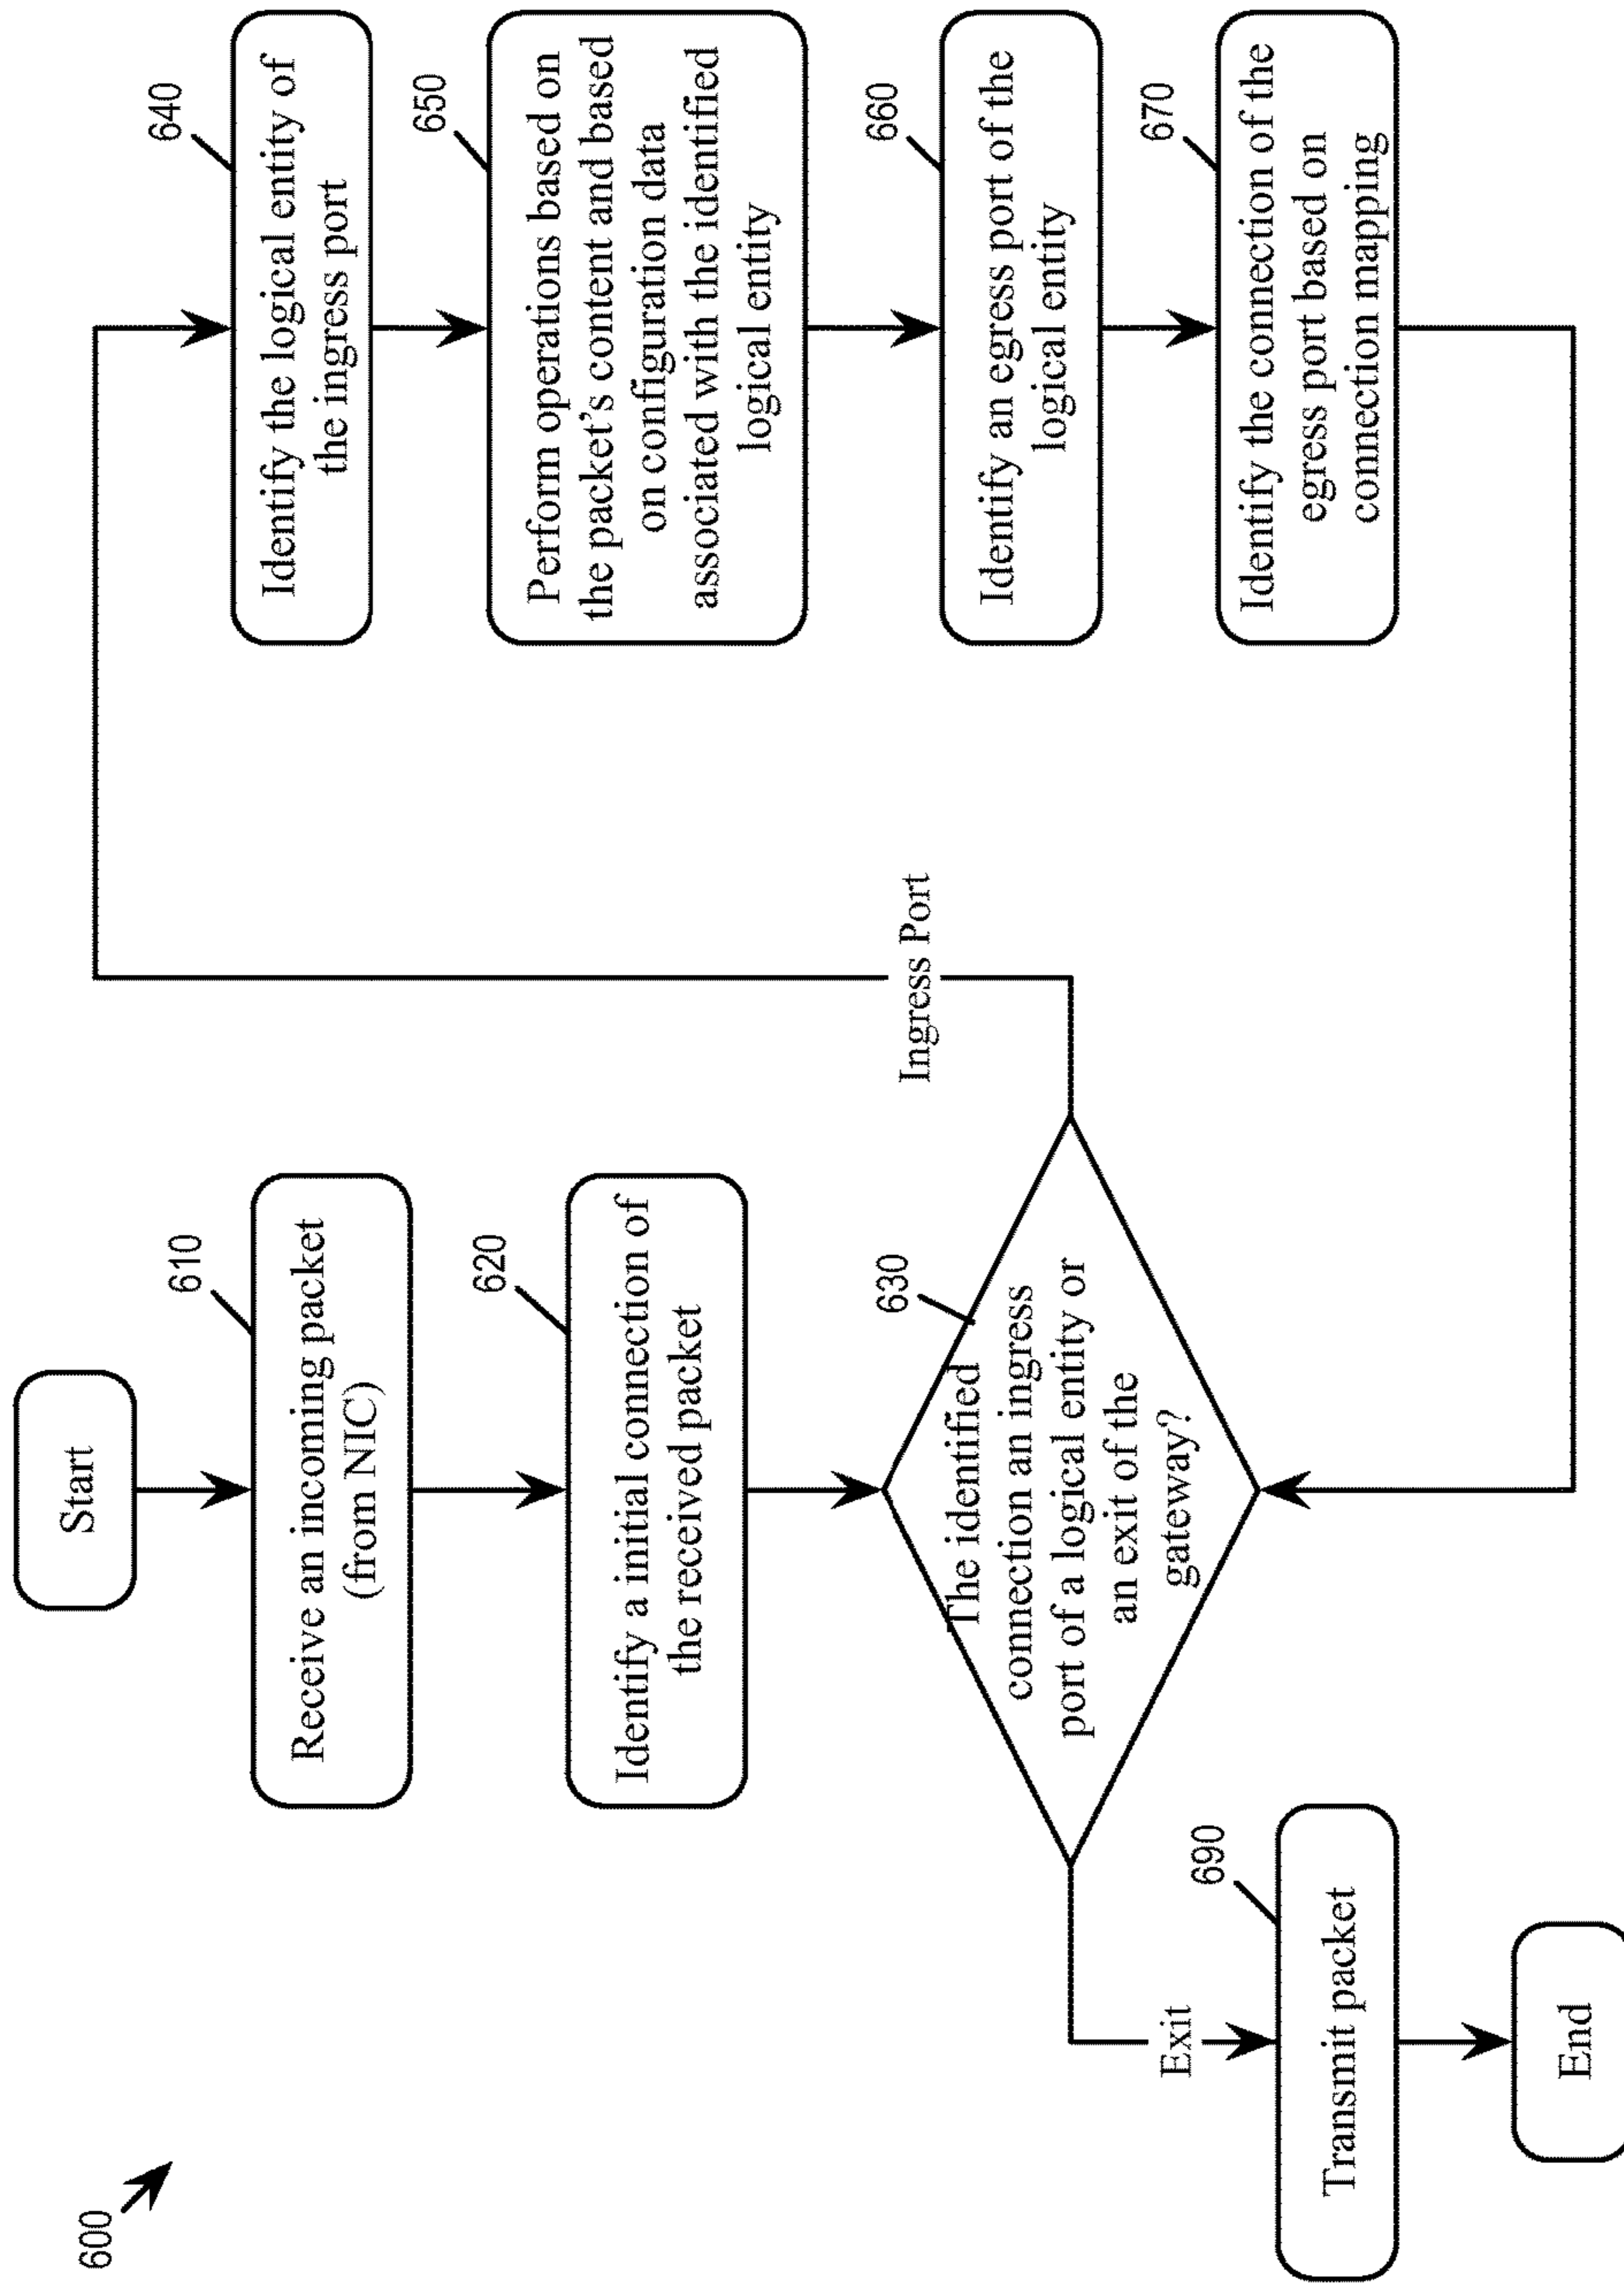 600
Start
610
Receive an incoming packet
(from NIC)
620
Identify a initial connection of
the received packet
630
The identified
connection an ingress
port of a logical entity or
an exit of the
gateway?
Exit
690
Transmit packet
End
Ingress Port
640
Identify the logical entity of
the ingress port
650
Perform operations based on
the packet's content and based
on configuration data
associated with the identified
logical entity
660
Identify an egress port of the
logical entity
670
Identify the connection of the
egress port based on
connection mapping